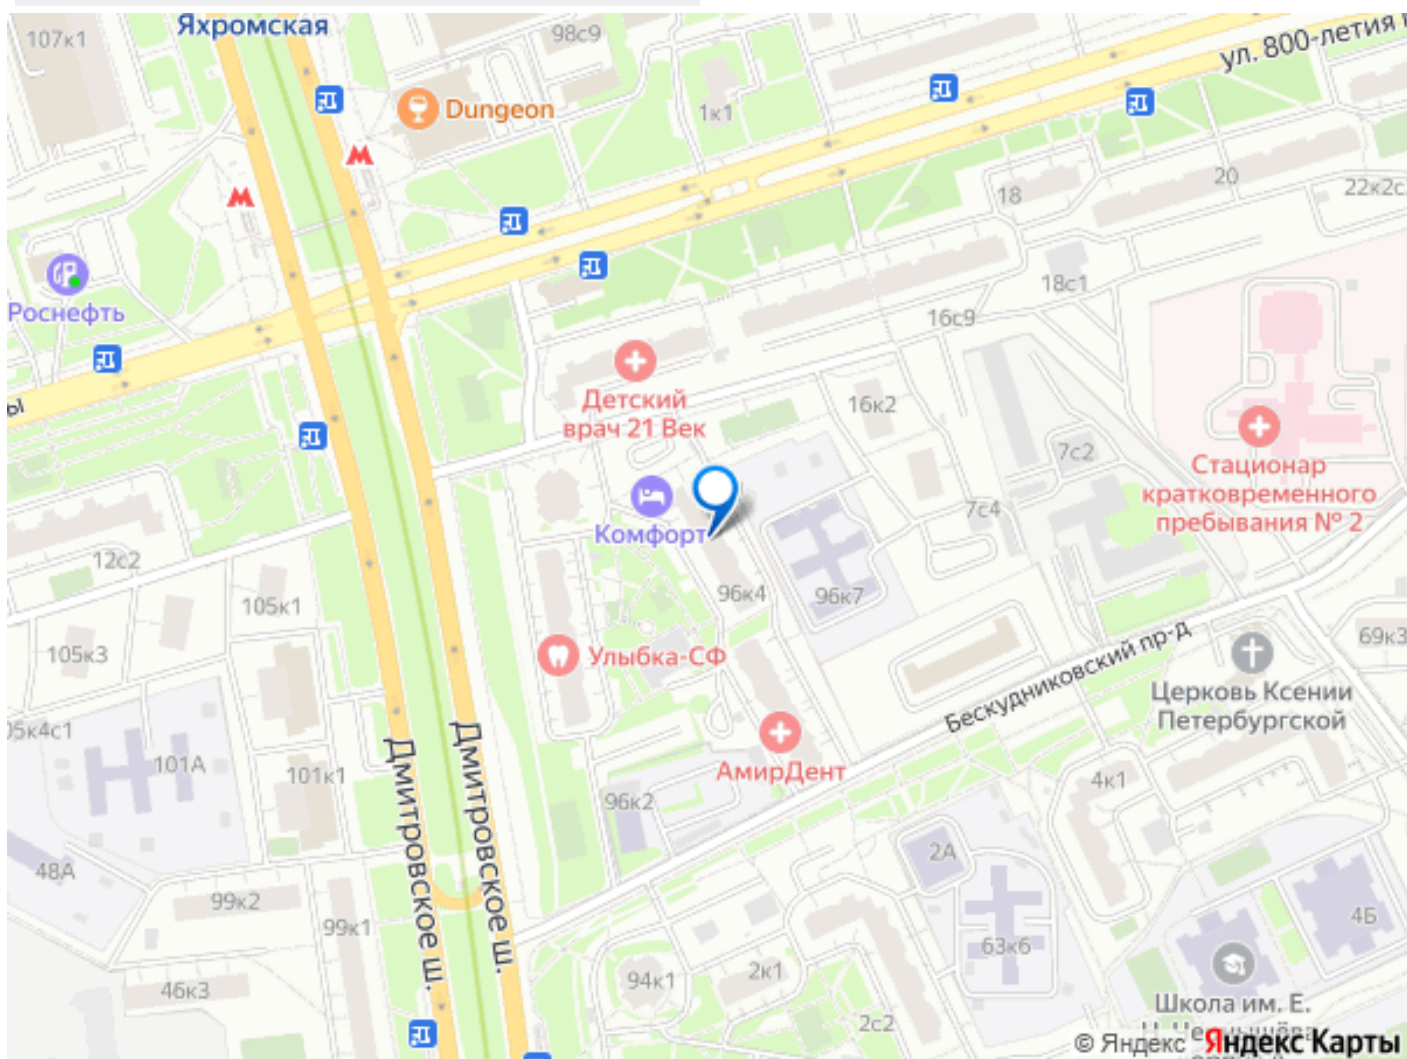 Яхромская
107к1
98с9
ул. 800-летия
Dungeon
1к1
20
18
22к2с
Роснефть
18с1
16с9
Детский
врач 21 Век
16к2
7с2
Стационар
кратковременного
пребывания № 2
Комфорт
7с4
12с2
105к1
96к4
96к7
105к3
Улыбка-СФ
Бескудниковский пр-д
69к3
Церковь Ксении
Петербургской
05к4с1
101А
101к1
АмирДент
4к1
Дмитровское ш.
Дмитровское ш.
96к2
2А
48А
99к2
99к1
4Б
63к6
94к1
2к1
46к3
Школа им. Е.
2с2
© Яндекс Яндекс Карты